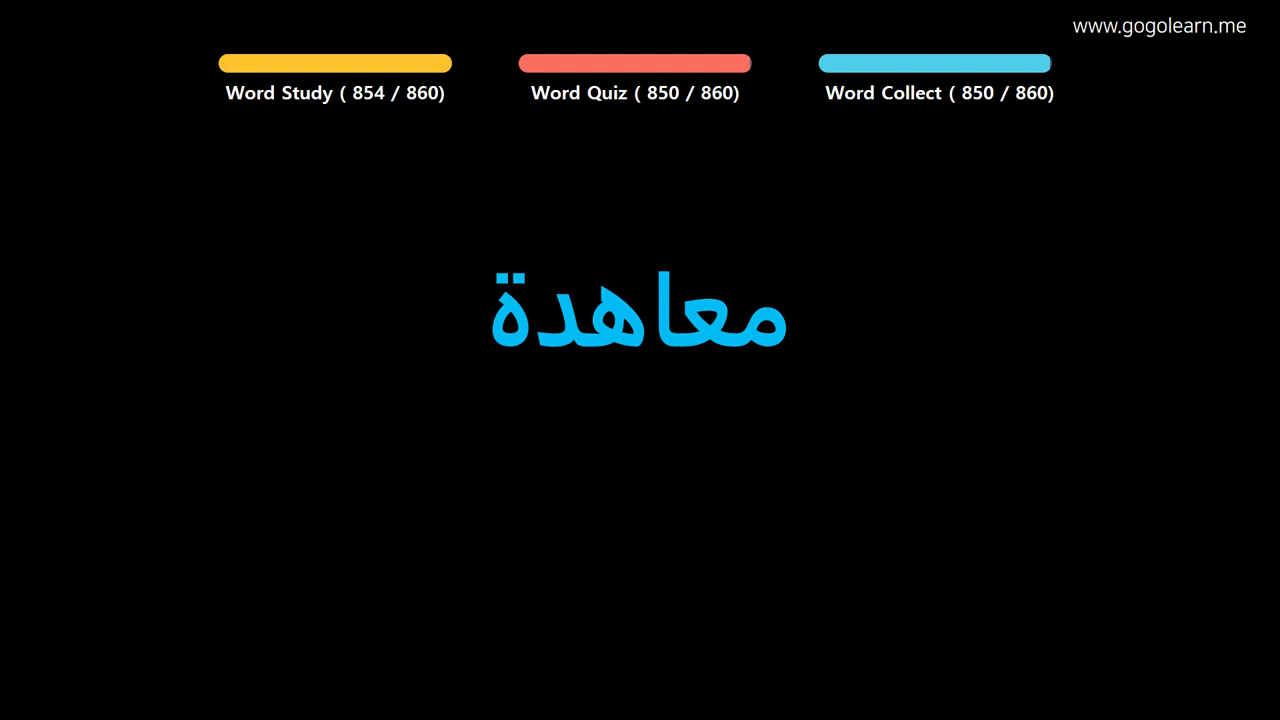 www.gogolearn.me
Word Study ( 854 / 860)
Word Quiz ( 850 / 860)
Word Collect ( 850 / 860)
معاهدة